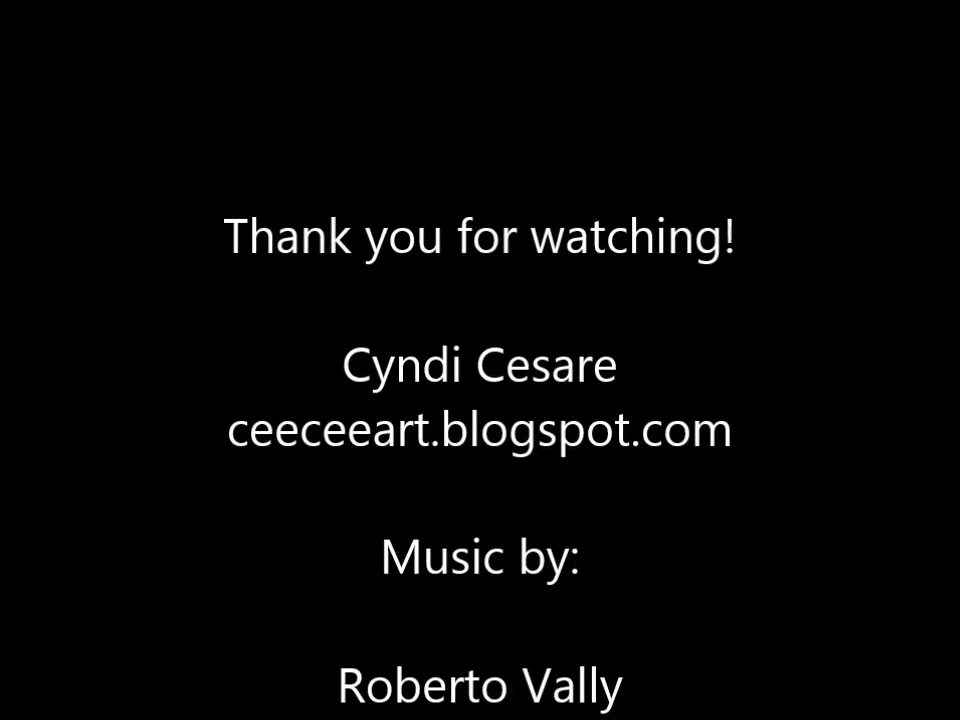 Thank you for watching!
Cyndi Cesare
ceeceeart.blogspot.com
Music by:
Roberto Vally